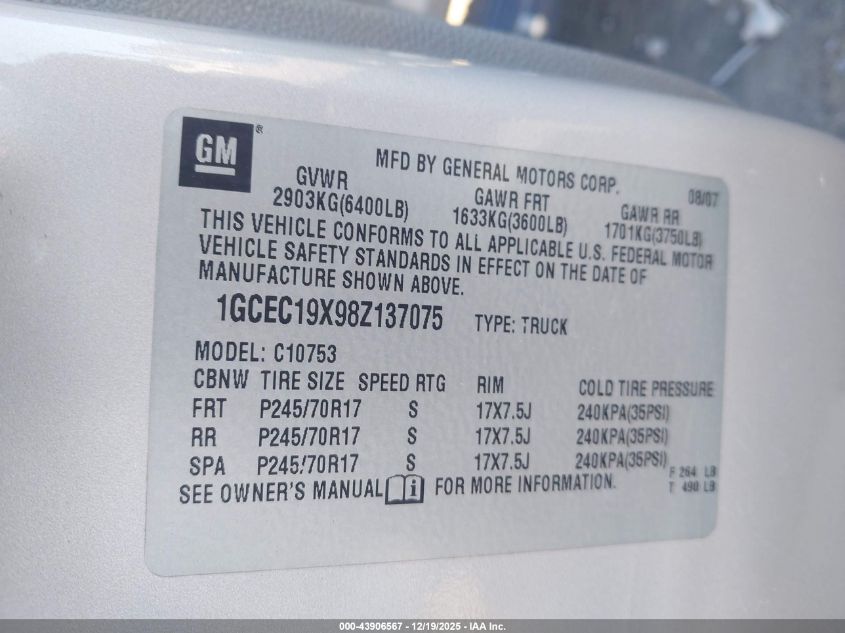 GM®
MFD BY GENERAL MOTORS CORP. 08/07
GVWR GAWR FRT GAWR RR
2903KG(6400LB) 1633KG(3600LB) 1701KG(3750LB)
THIS VEHICLE CONFORMS TO ALL APPLICABLE U.S. FEDERAL MOTOR
VEHICLE SAFETY STANDARDS IN EFFECT ON THE DATE OF
MANUFACTURE SHOWN ABOVE.
1GCEC19X98Z137075 TYPE: TRUCK
MODEL: C10753
CBNW TIRE SIZE SPEED RTG RIM COLD TIRE PRESSURE
FRT P245/70R17 S 17X7.5J 240KPA(35PSI)
RR P245/70R17 S 17X7.5J 240KPA(35PSI)
SPA P245/70R17 S 17X7.5J 240KPA(35PSI)
F 264 LB
T 490 LB
SEE OWNER'S MANUAL i FOR MORE INFORMATION.
000-43906567 - 12/19/2025 - IAA Inc.